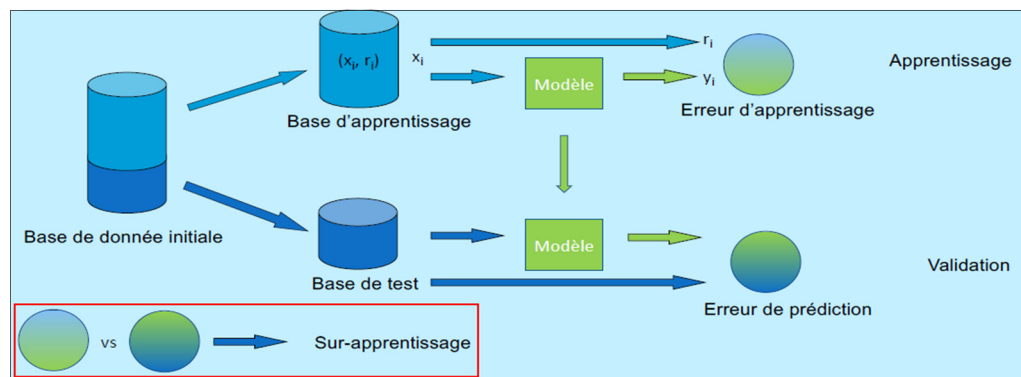 (xi, ri)
xi
ri
Modèle
yi
Apprentissage
Base d'apprentissage
Erreur d'apprentissage
Base de donnée initiale
Modèle
Base de test
Validation
Erreur de prédiction
vs
Sur-apprentissage